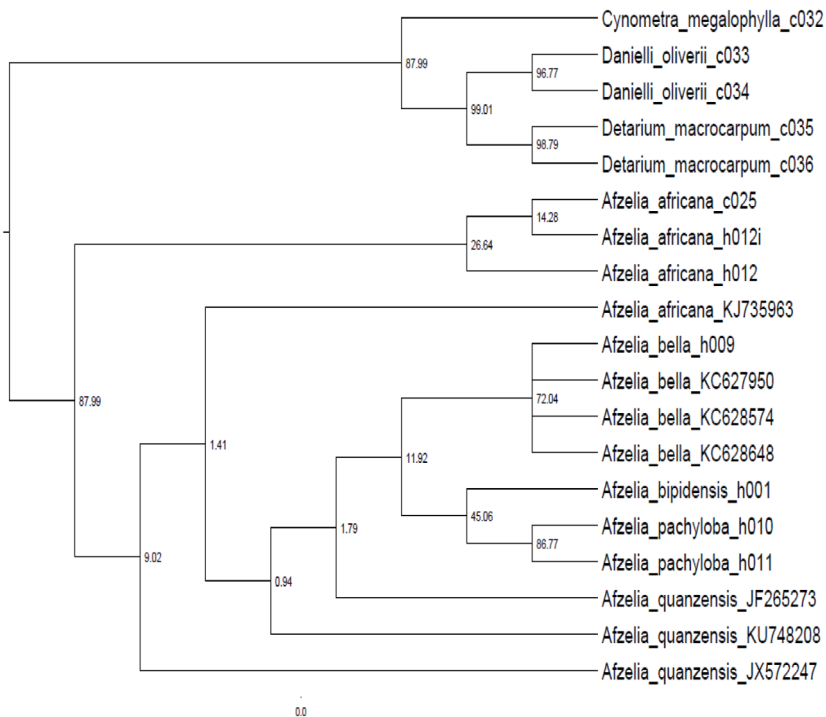 Cynometra_megalophylla_c032
Danielli_oliverii_c033
87.99
96.77
Danielli_oliverii_c034
99.01
Detarium_macrocarpum_c035
98.79
Detarium_macrocarpum_c036
Afzelia_africana_c025
14.28
Afzelia_africana_h012i
26.64
Afzelia_africana_h012
Afzelia_africana_KJ735963
Afzelia_bella_h009
Afzelia_bella_KC627950
87.99
72.04
Afzelia_bella_KC628574
1.41
Afzelia_bella_KC628648
11.92
Afzelia_bipidensis_h001
45.06
Afzelia_pachyloba_h010
1.79
86.77
9.02
Afzelia_pachyloba_h011
0.94
Afzelia_quanzensis_JF265273
Afzelia_quanzensis_KU748208
Afzelia_quanzensis_JX572247
0.0